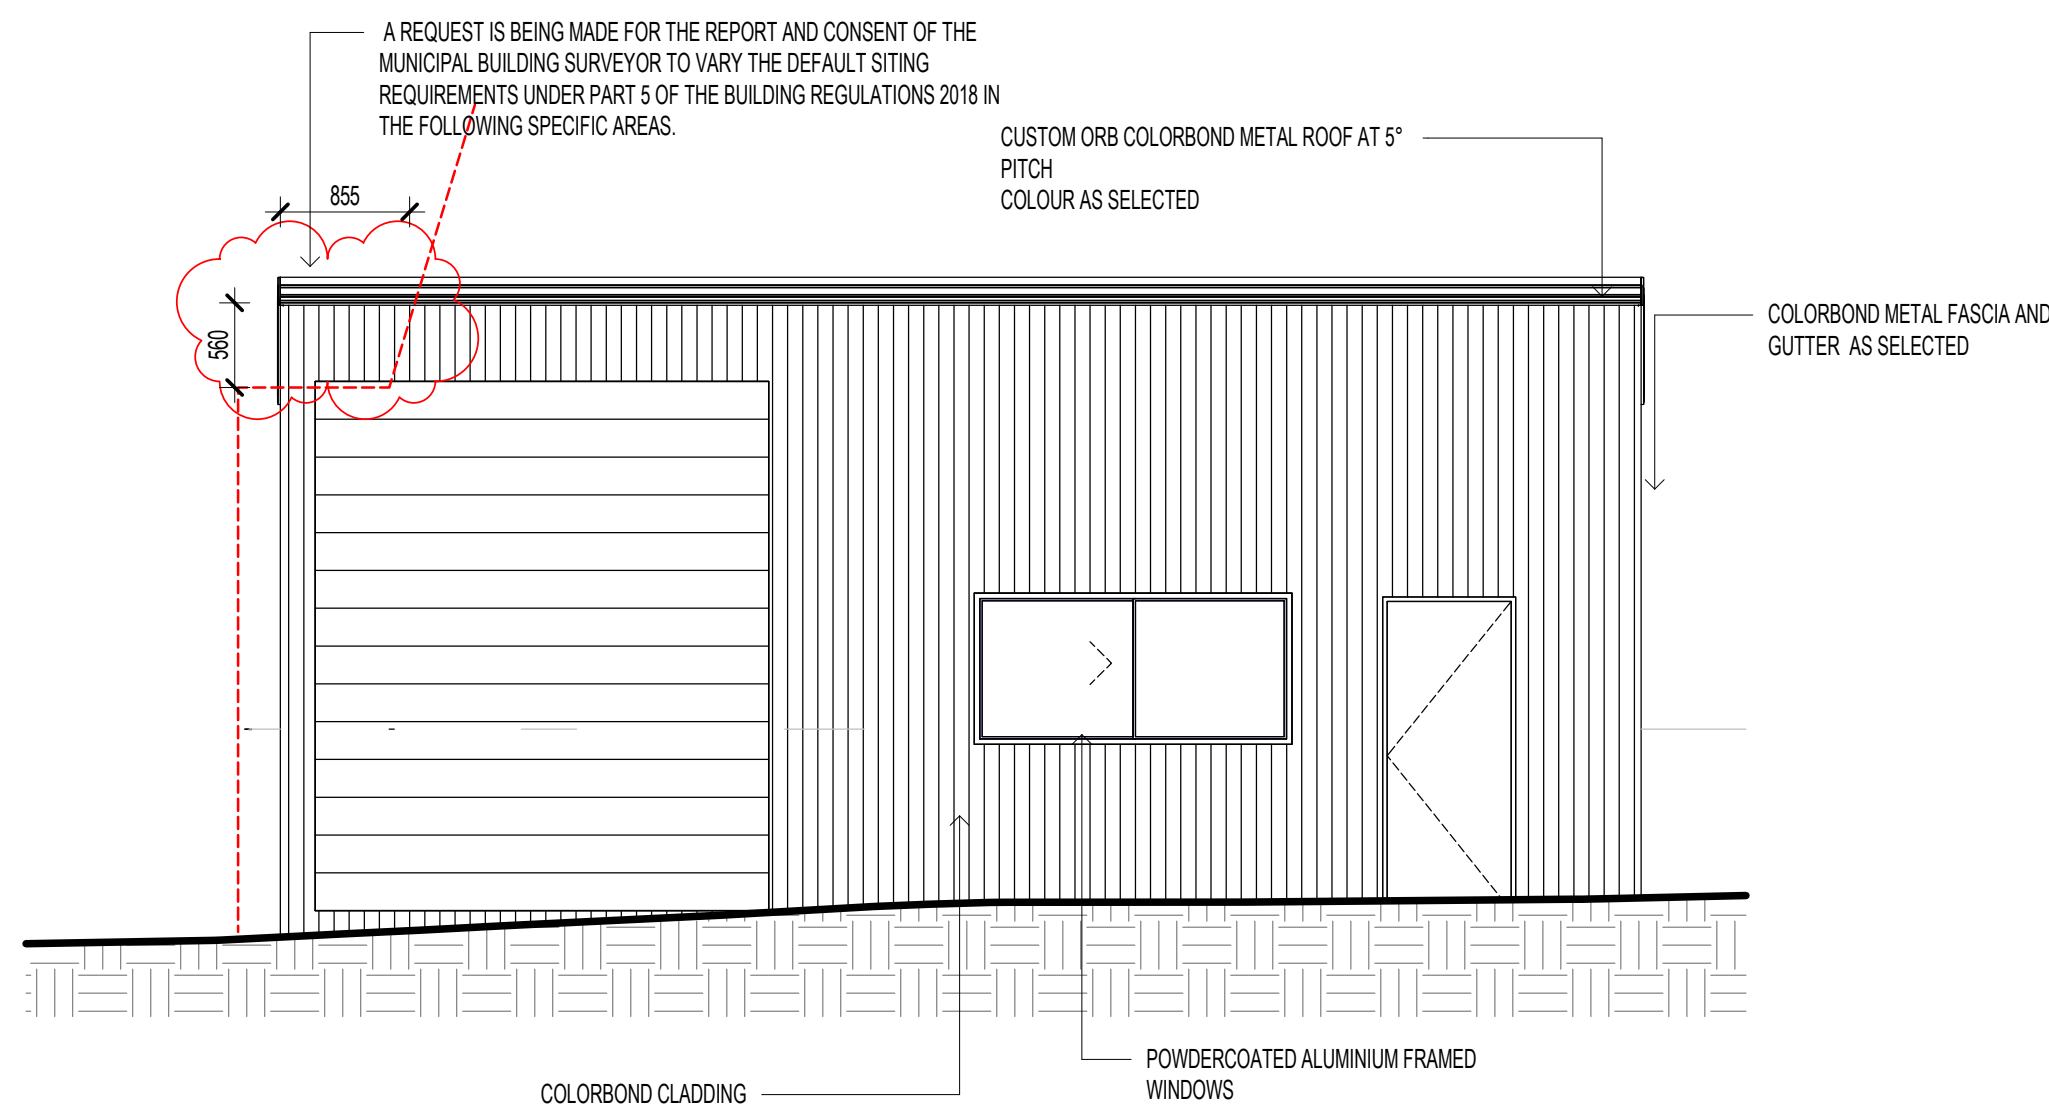 A REQUEST IS BEING MADE FOR THE REPORT AND CONSENT OF THE
MUNICIPAL BUILDING SURVEYOR TO VARY THE DEFAULT SITING
REQUIREMENTS UNDER PART 5 OF THE BUILDING REGULATIONS 2018 IN
THE FOLLOWING SPECIFIC AREAS.
CUSTOM ORB COLORBOND METAL ROOF AT 5°
PITCH
COLOUR AS SELECTED
855
COLORBOND METAL FASCIA AND
GUTTER AS SELECTED
560
POWDERCOATED ALUMINIUM FRAMED
WINDOWS
COLORBOND CLADDING